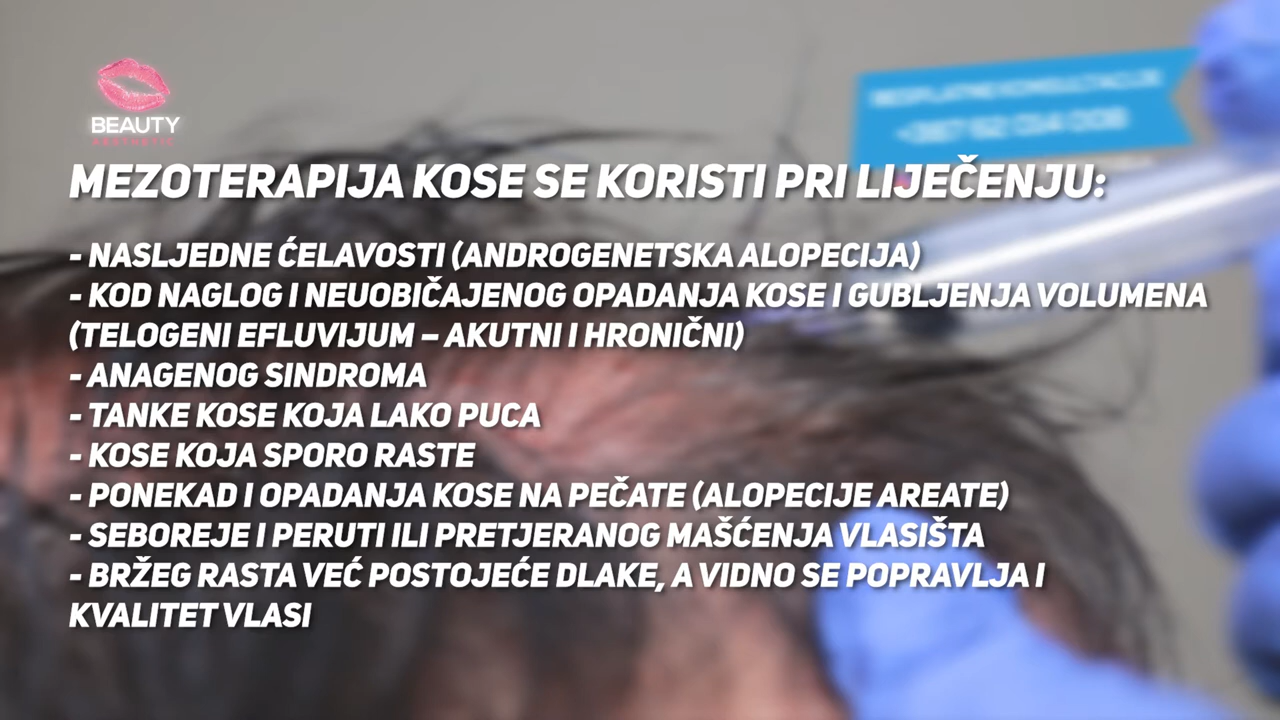 BEAUTY
AESTHETIC
MEZOTERAPIJA KOSE SE KORISTI PRI LIJEČENJU:
- NASLJEDNE ĆELAVOSTI (ANDROGENETSKA ALOPECIJA)
- KOD NAGLOG I NEUOBIČAJENOG OPADANJA KOSE I GUBLJENJA VOLUMENA
(TELOGENI EFLUVIJUM – AKUTNI I HRONIČNI)
- ANAGENOG SINDROMA
- TANKE KOSE KOJA LAKO PUCA
- KOSE KOJA SPORO RASTE
- PONEKAD I OPADANJA KOSE NA PEČATE (ALOPECIJE AREATE)
- SEBOREJE I PERUTI ILI PRETJERANOG MAŠĆENJA VLASIŠTA
- BRŽEG RASTA VEĆ POSTOJEĆE DLAKE, A VIDNO SE POPRAVLJA I
KVALITET VLASI